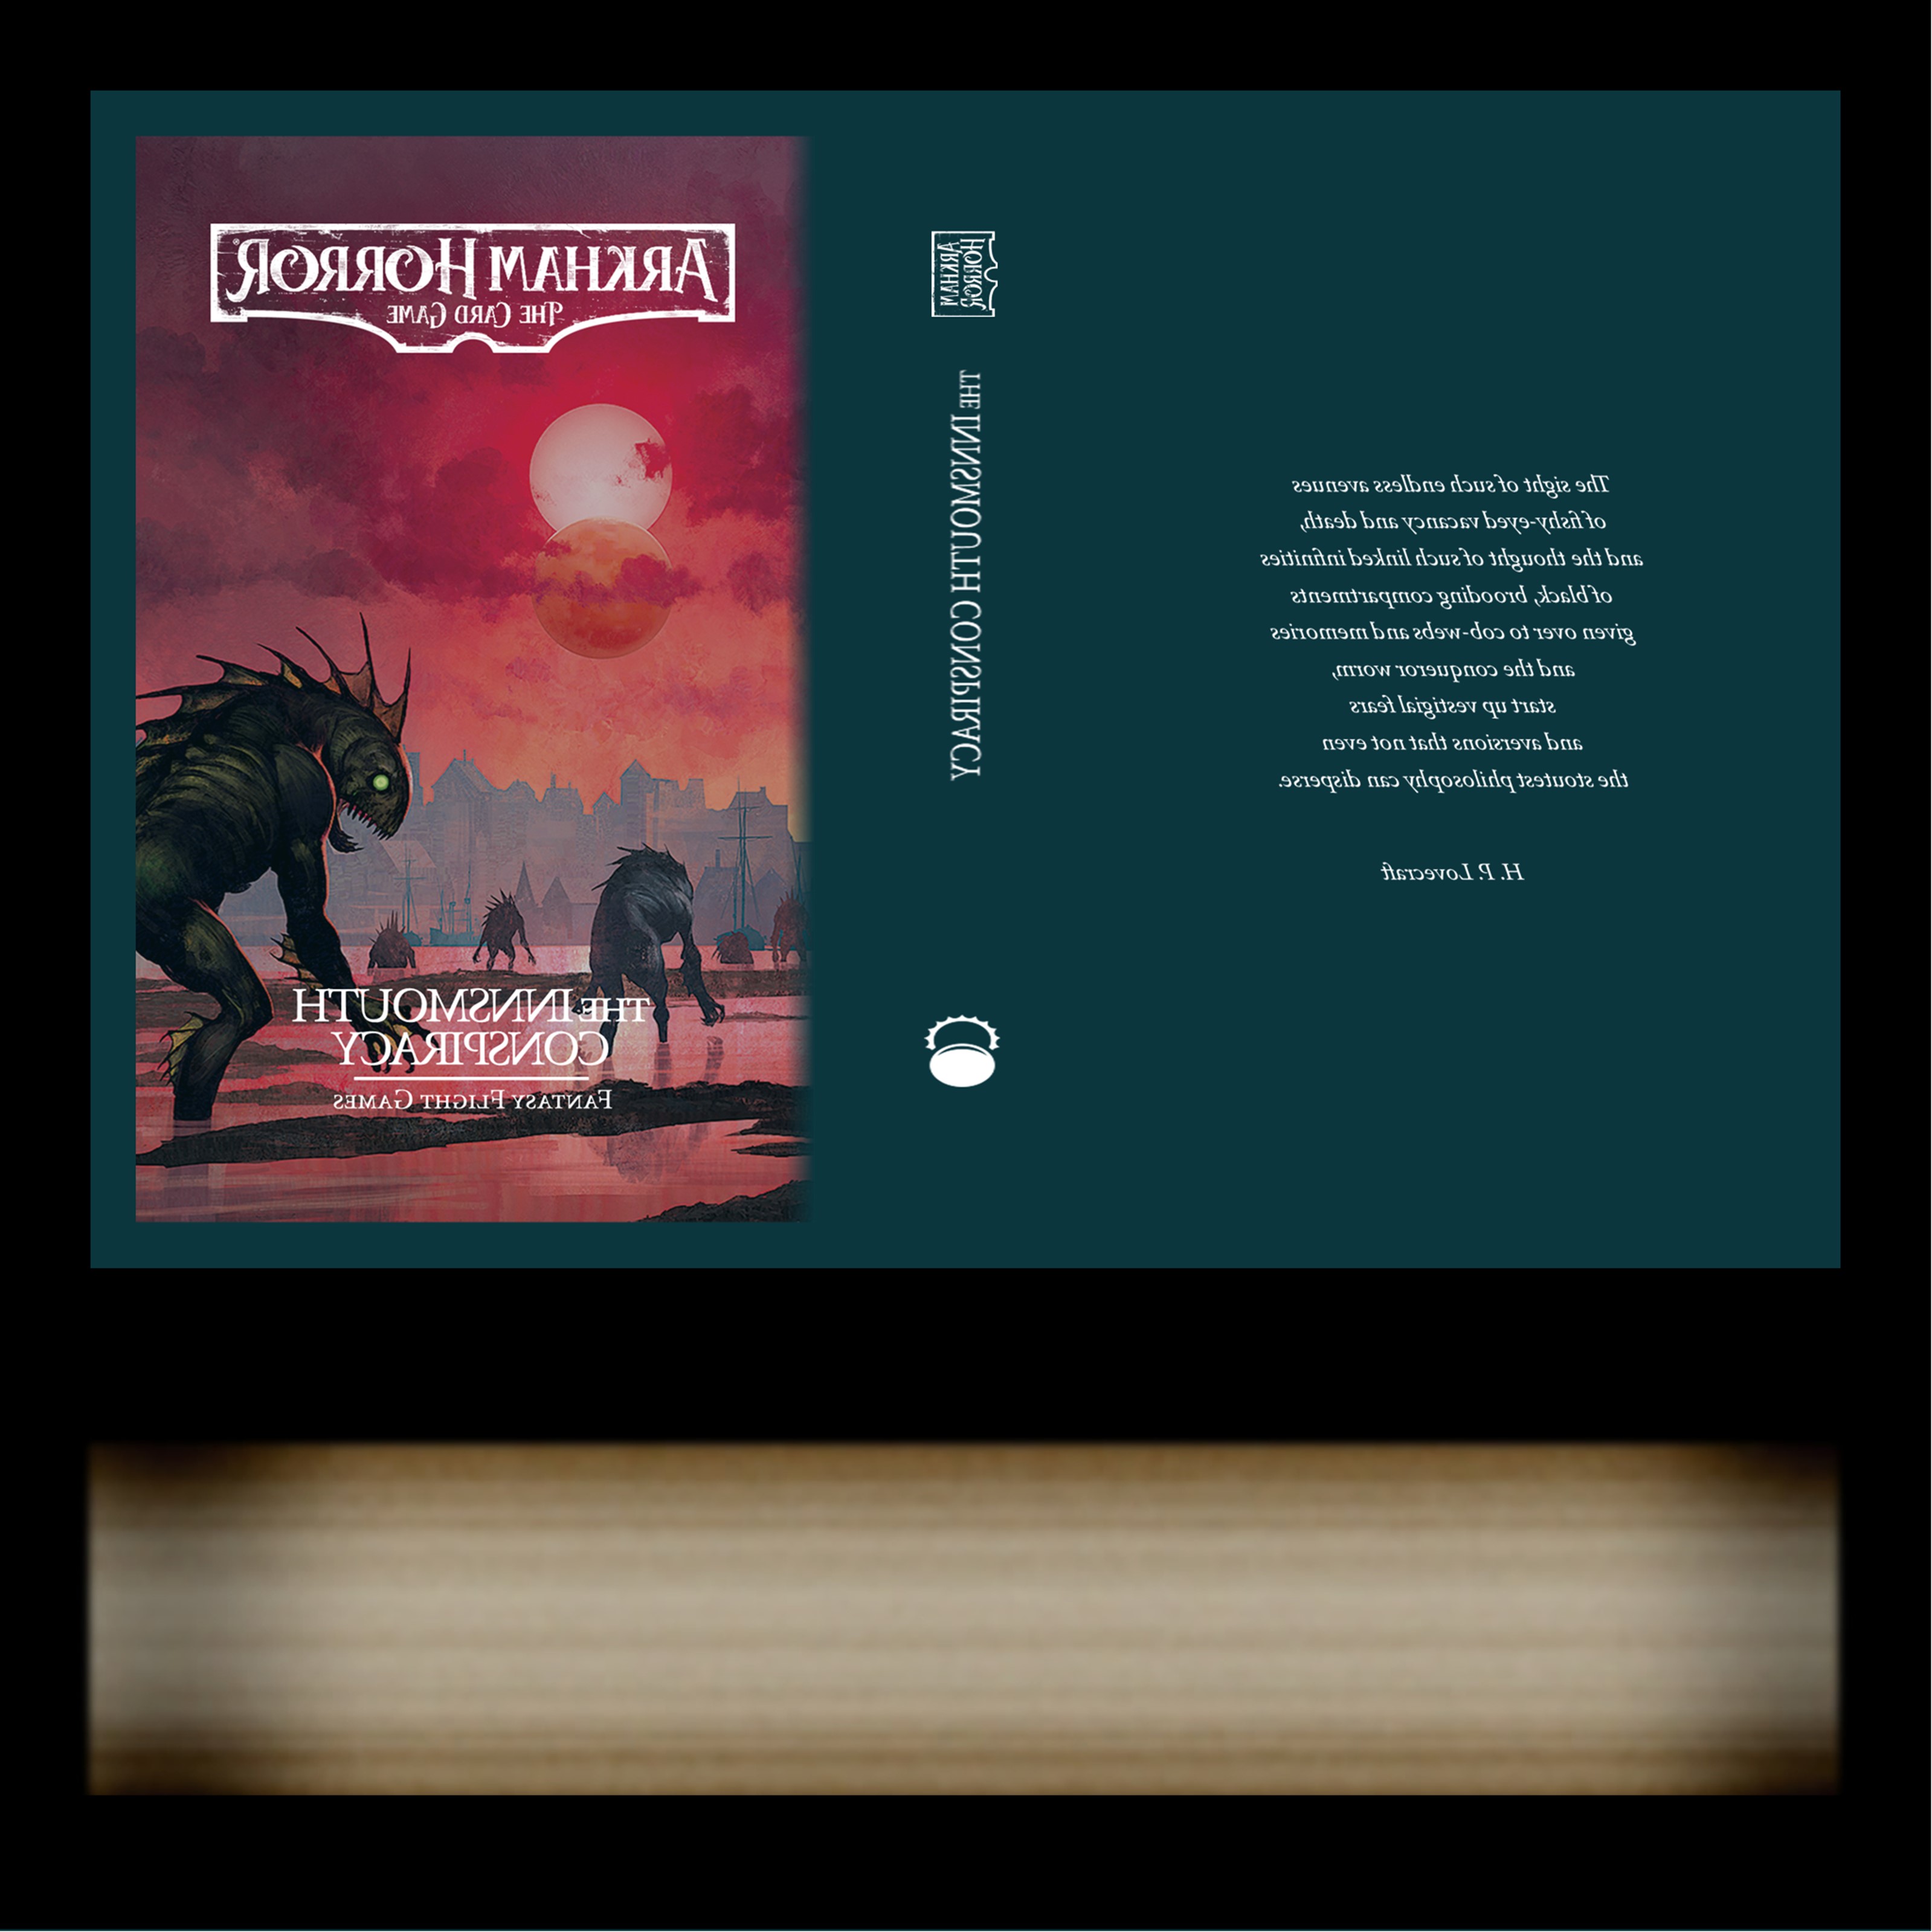 ARKHAM HORROR
THE CARD GAME
THE INNSMOUTH
CONSPIRACY
FANTASY FLIGHT GAMES
ARKHAM
HORROR
THE INNSMOUTH CONSPIRACY
The sight of such endless avenues
of fishy-eyed vacancy and death,
and the thought of such linked infinities
of black, brooding compartments
given over to cob-webs and memories
and the conqueror worm,
start up vestigial fears
and aversions that not even
the stoutest philosophy can disperse.
H. P. Lovecraft